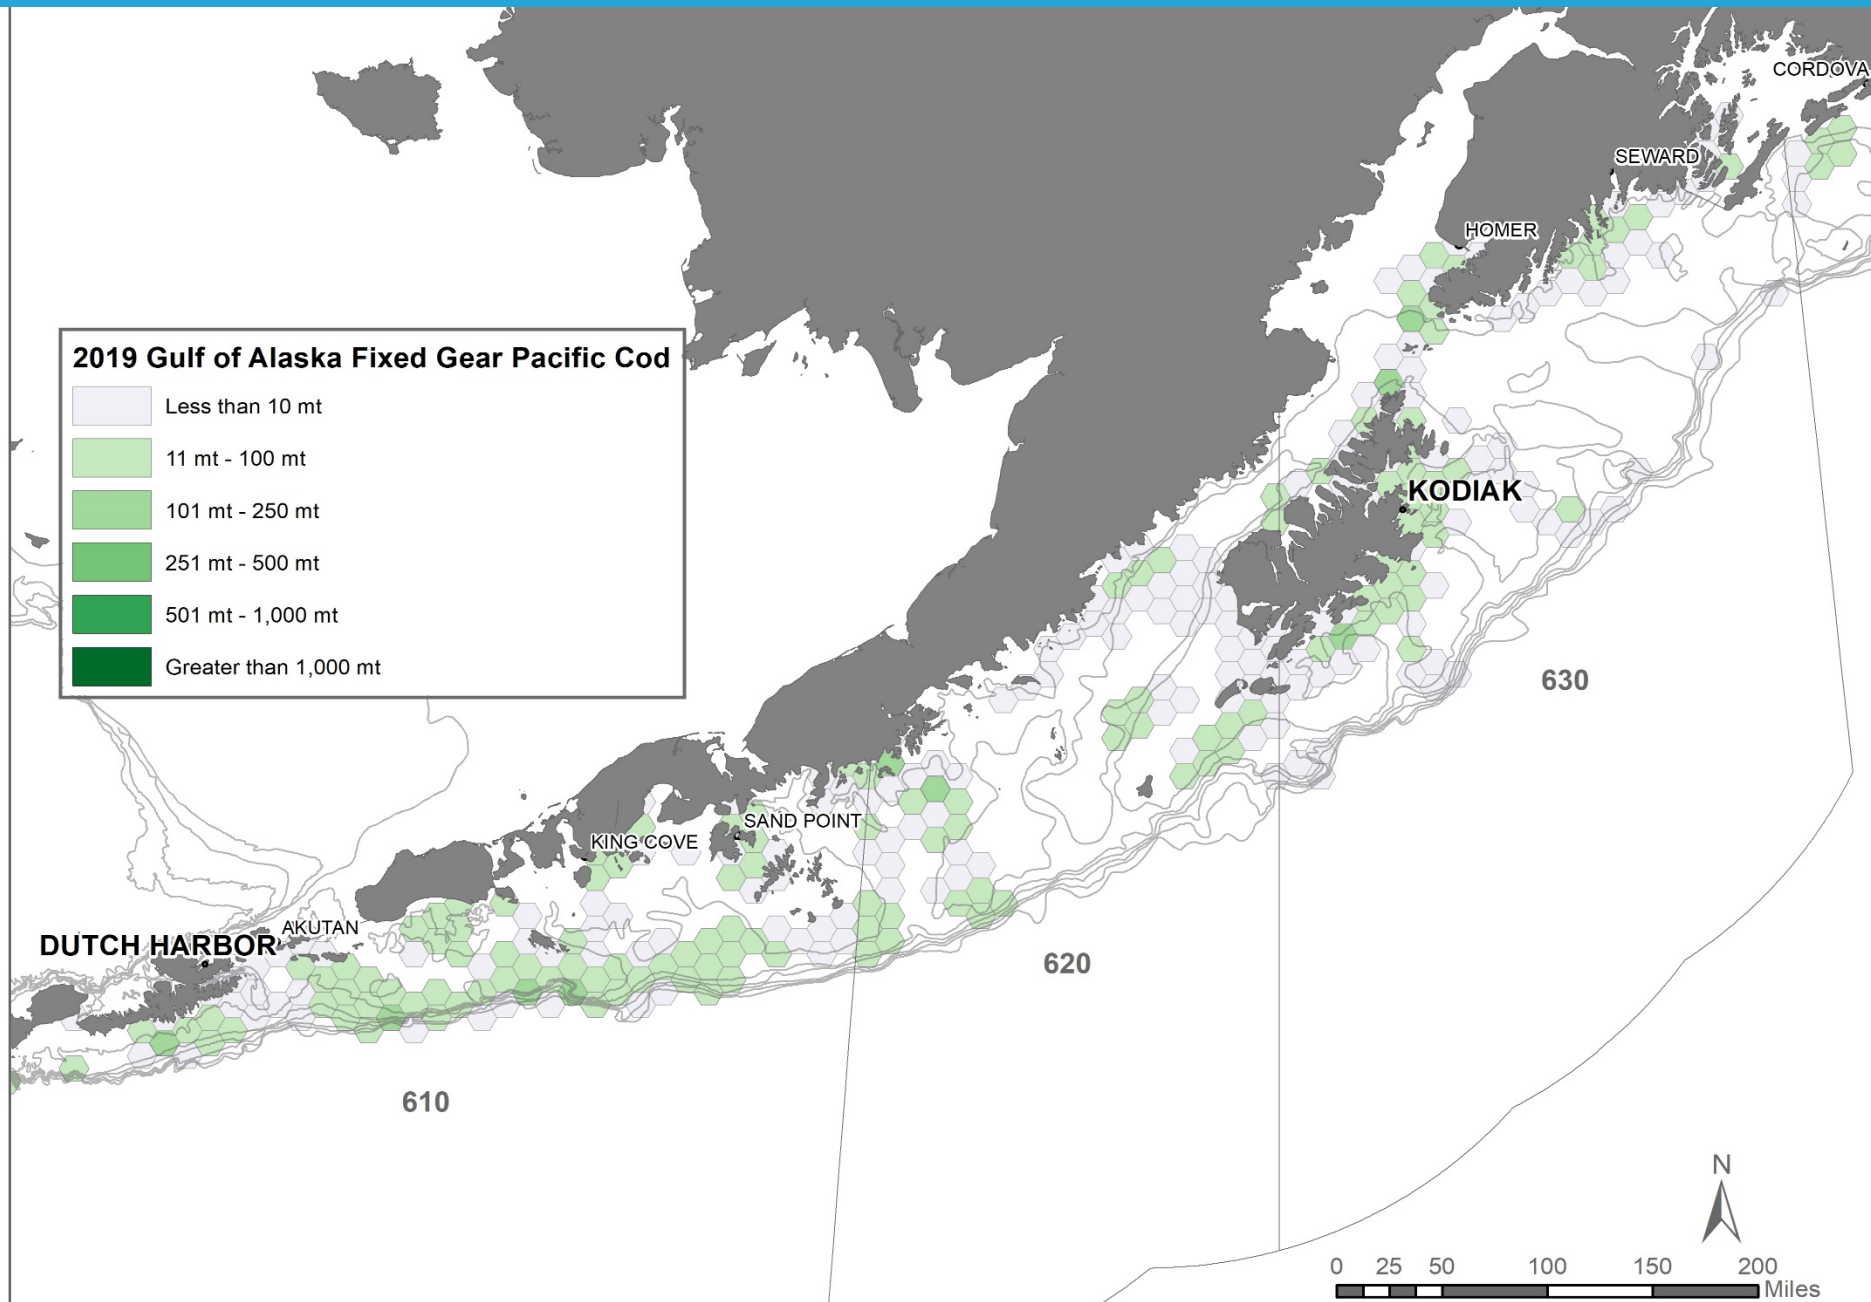 CORDOVA
SEWARD
HOMER
2019 Gulf of Alaska Fixed Gear Pacific Cod
Less than 10 mt
11 mt - 100 mt
101 mt - 250 mt
251 mt - 500 mt
501 mt - 1,000 mt
Greater than 1,000 mt
KODIAK
630
SAND POINT
KING COVE
AKUTAN
DUTCH HARBOR
620
610
N
0 25 50 100 150 200
Miles